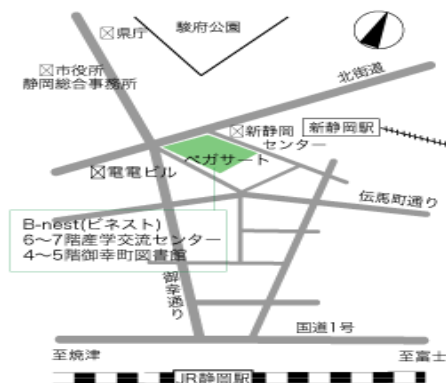 駿府公園
県庁
市役所
静岡総合事務所
北街道
新静岡
センター
新静岡駅
ペガサート
電電ビル
伝馬町通り
B-nest(ビネスト)
6～7階産学交流センター
4～5階御幸町図書館
御幸通り
国道1号
至焼津
至富士
JR静岡駅